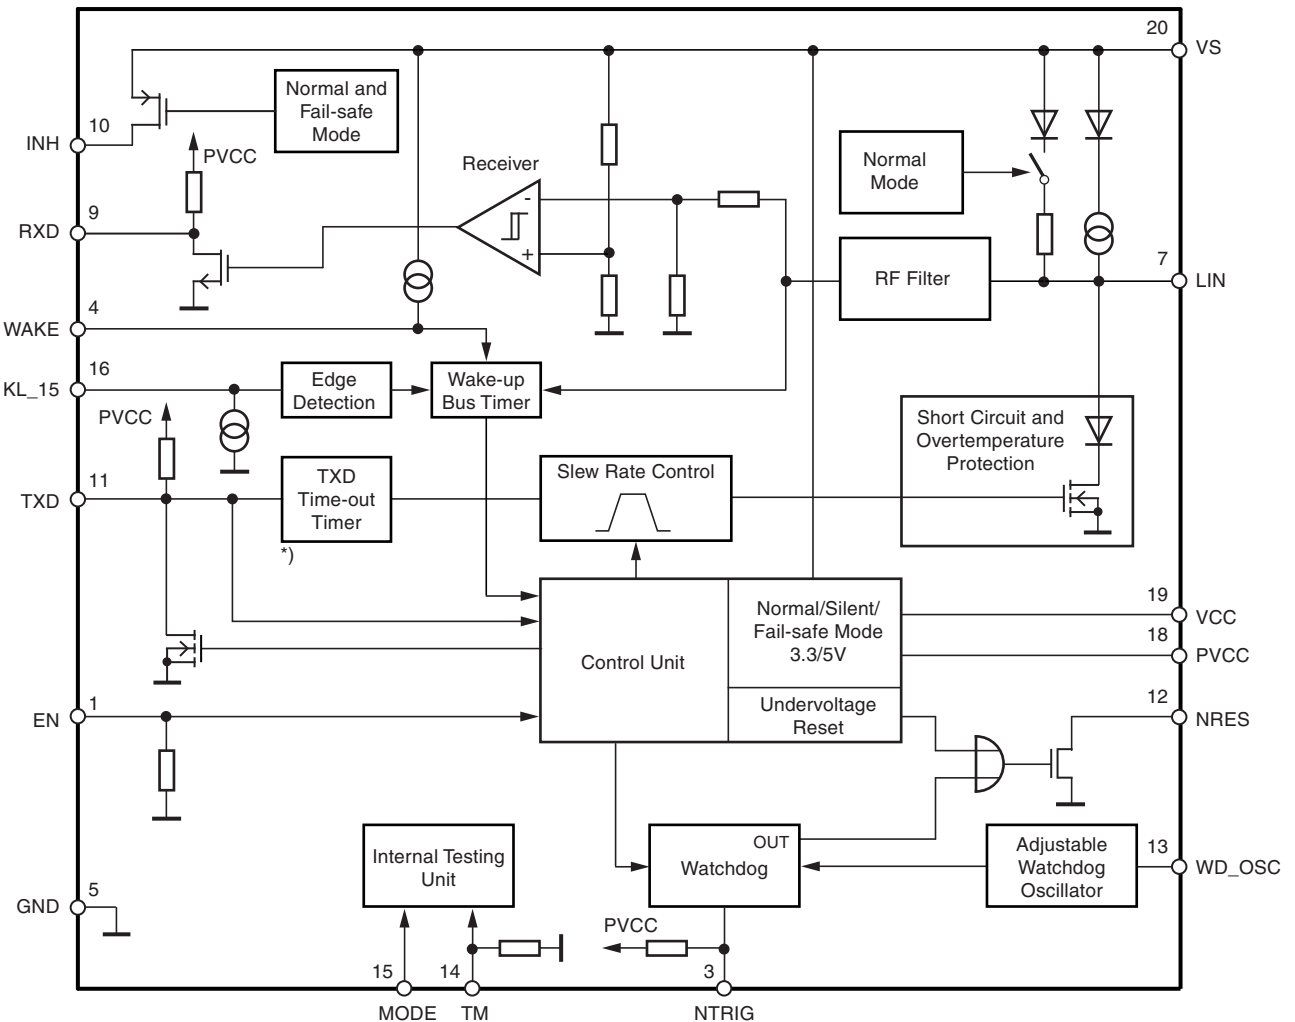 20
VS
Normal and
Fail-safe
Mode
10
INH
PVCC
Receiver
-
+
Normal
Mode
9
RXD
RF Filter
7
LIN
4
WAKE
16
KL_15
Edge
Detection
Wake-up
Bus Timer
PVCC
Short Circuit and
Overtemperature
Protection
11
TXD
TXD
Time-out
Timer
*)
Slew Rate Control
Control Unit
Normal/Silent/
Fail-safe Mode
3.3/5V
19
VCC
18
PVCC
Undervoltage
Reset
1
EN
12
NRES
Internal Testing
Unit
OUT
Watchdog
Adjustable
Watchdog
Oscillator
13
WD_OSC
5
GND
PVCC
15
14
3
MODE
TM
NTRIG